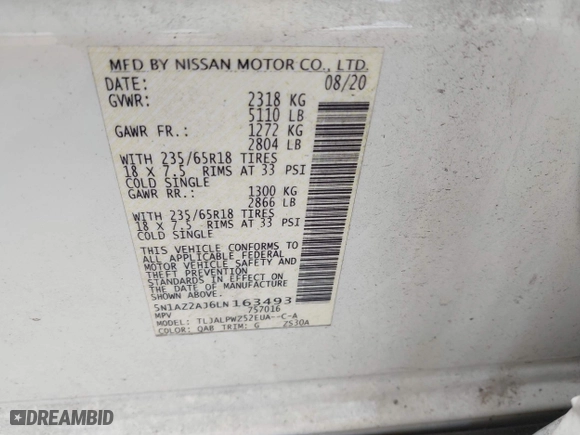 MFD BY NISSAN MOTOR CO., LTD.
DATE: 08/20
GVWR: 2318 KG
5110 LB
GAWR FR.: 1272 KG
2804 LB
WITH 235/65R18 TIRES
18 X 7.5 RIMS AT 33 PSI
COLD SINGLE
GAWR RR.: 1300 KG
2866 LB
WITH 235/65R18 TIRES
18 X 7.5 RIMS AT 33 PSI
COLD SINGLE
THIS VEHICLE CONFORMS TO
ALL APPLICABLE FEDERAL
MOTOR VEHICLE SAFETY AND
THEFT PREVENTION
STANDARDS IN EFFECT ON
THE DATE OF MANUFACTURE
SHOWN ABOVE.
5N1AZ2AJ6LN163493
MPV 757016
MODEL: TLJALPWZ52EUA--C-A
COLOR: QAB TRIM: G Z530A
DREAMBID